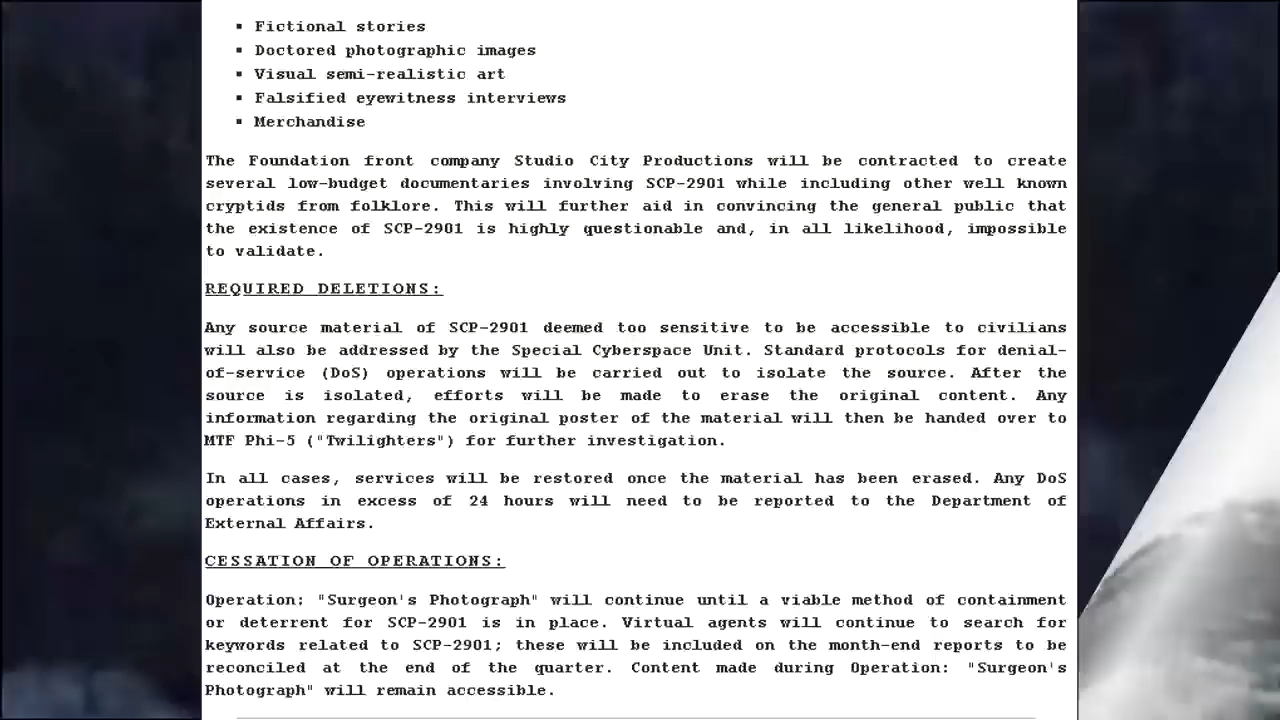 ▪ Fictional stories
▪ Doctored photographic images
▪ Visual semi-realistic art
▪ Falsified eyewitness interviews
▪ Merchandise
The Foundation front company Studio City Productions will be contracted to create
several low-budget documentaries involving SCP-2901 while including other well known
cryptids from folklore. This will further aid in convincing the general public that
the existence of SCP-2901 is highly questionable and, in all likelihood, impossible
to validate.
REQUIRED DELETIONS:
Any source material of SCP-2901 deemed too sensitive to be accessible to civilians
will also be addressed by the Special Cyberspace Unit. Standard protocols for denial-
of-service (DoS) operations will be carried out to isolate the source. After the
source is isolated, efforts will be made to erase the original content. Any
information regarding the original poster of the material will then be handed over to
MTF Phi-5 ("Twilighters") for further investigation.
In all cases, services will be restored once the material has been erased. Any DoS
operations in excess of 24 hours will need to be reported to the Department of
External Affairs.
CESSATION OF OPERATIONS:
Operation: "Surgeon's Photograph" will continue until a viable method of containment
or deterrent for SCP-2901 is in place. Virtual agents will continue to search for
keywords related to SCP-2901; these will be included on the month-end reports to be
reconciled at the end of the quarter. Content made during Operation: "Surgeon's
Photograph" will remain accessible.